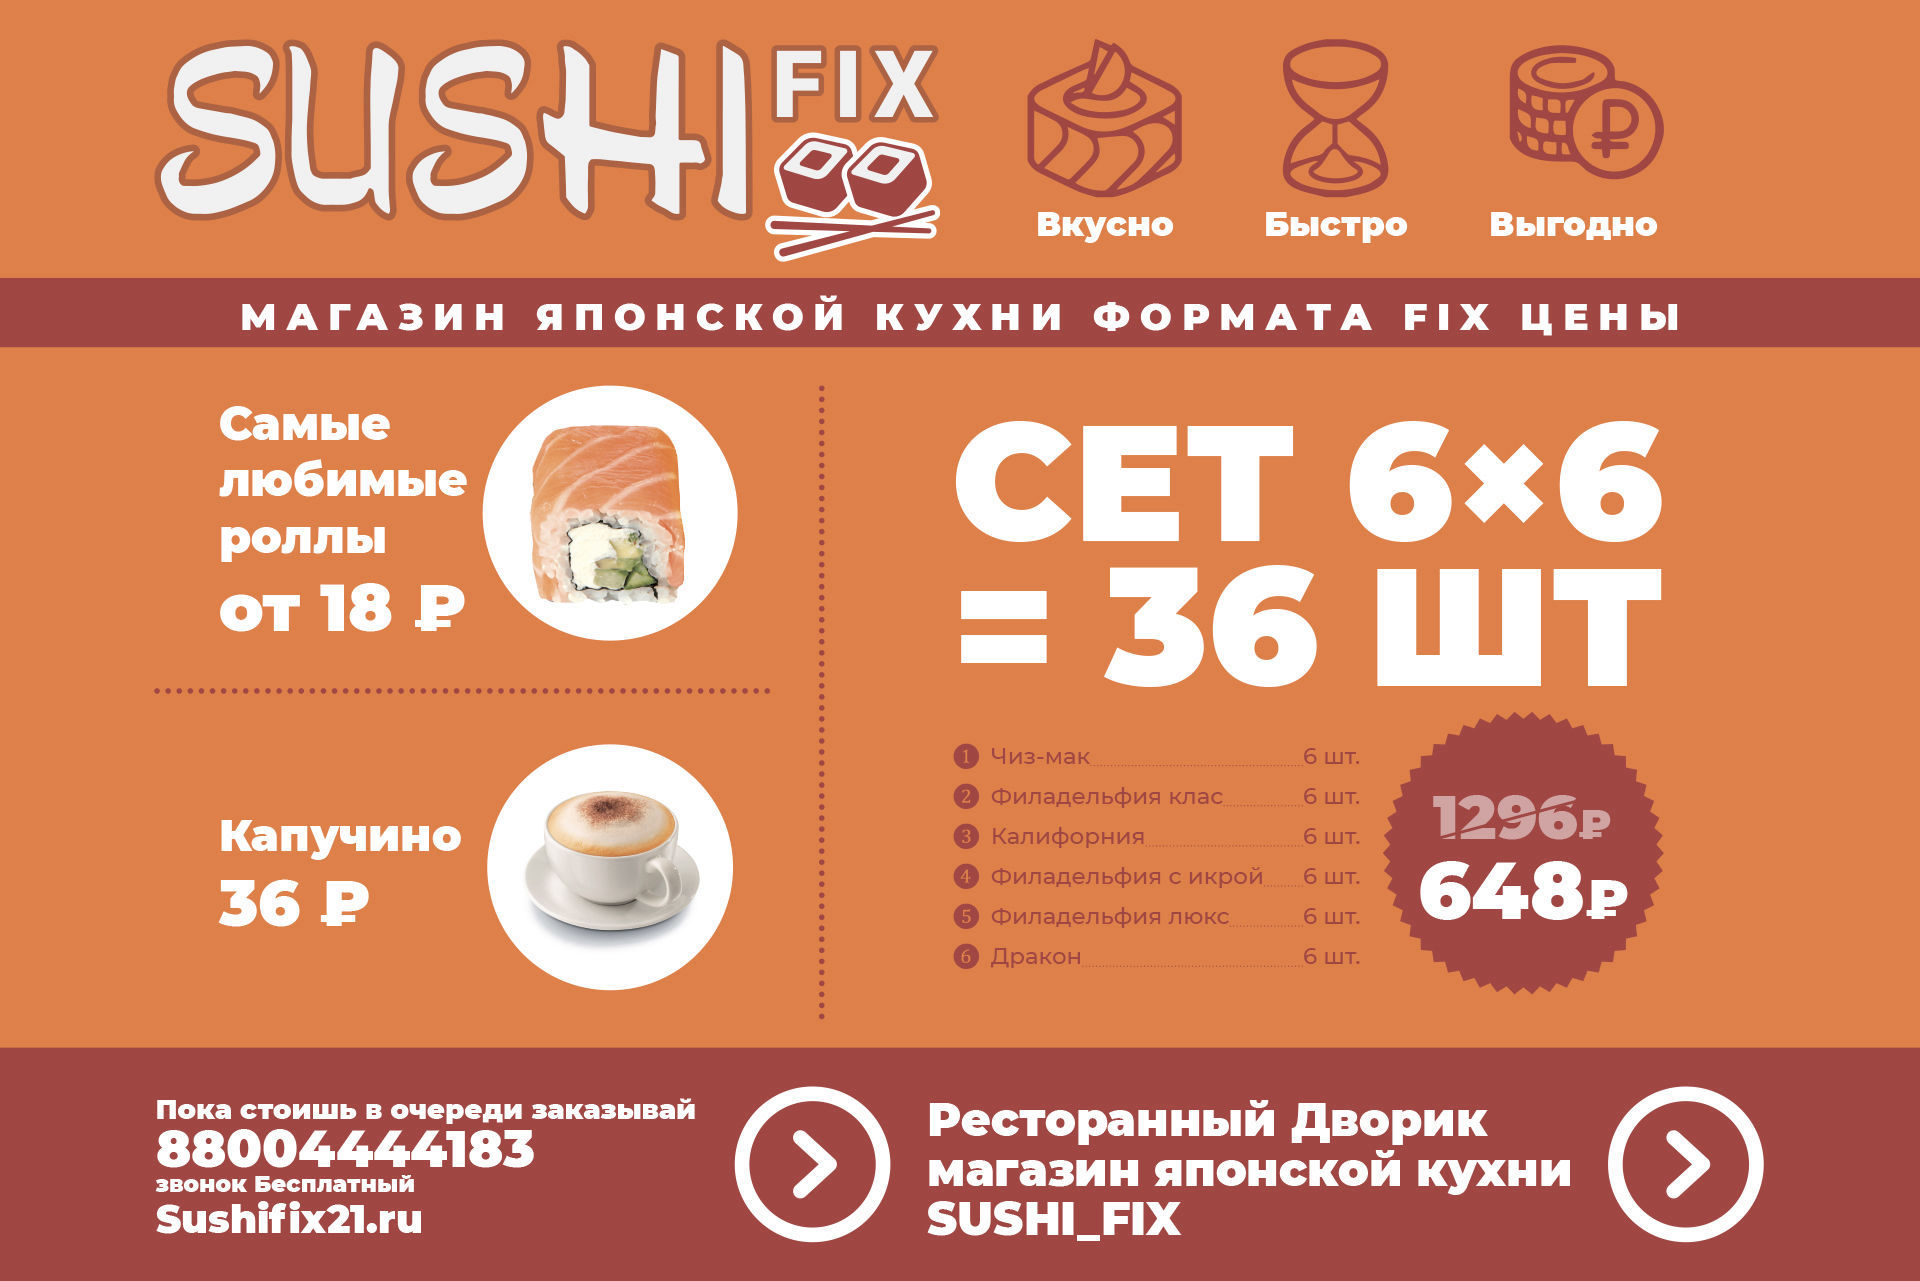 SUSHI FIX
Вкусно
Быстро
Выгодно
МАГАЗИН ЯПОНСКОЙ КУХНИ ФОРМАТА FIX ЦЕНЫ
Самые
любимые
роллы
от 18 ₽
Капучино
36 ₽
СЕТ 6×6
= 36 ШТ
1 Чиз-мак 6 шт.
2 Филадельфия клас 6 шт.
3 Калифорния 6 шт.
4 Филадельфия с икрой 6 шт.
5 Филадельфия люкс 6 шт.
6 Дракон 6 шт.
1296₽
648₽
Пока стоишь в очереди заказывай
88004444183
звонок Бесплатный
Sushifix21.ru
Ресторанный Дворик
магазин японской кухни
SUSHI_FIX